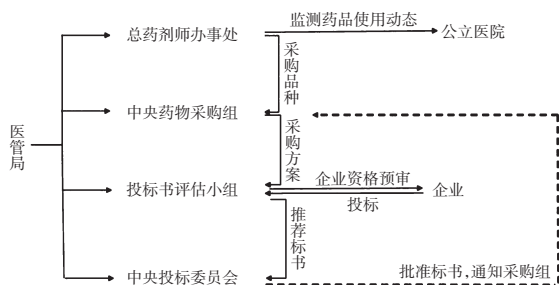 总药剂师办事处
监测药品使用动态
公立医院
采购品种
中央药物采购组
医管局
采购方案
投标书评估小组
企业资格预审
投标
企业
推荐标书
中央投标委员会
批准标书,通知采购组